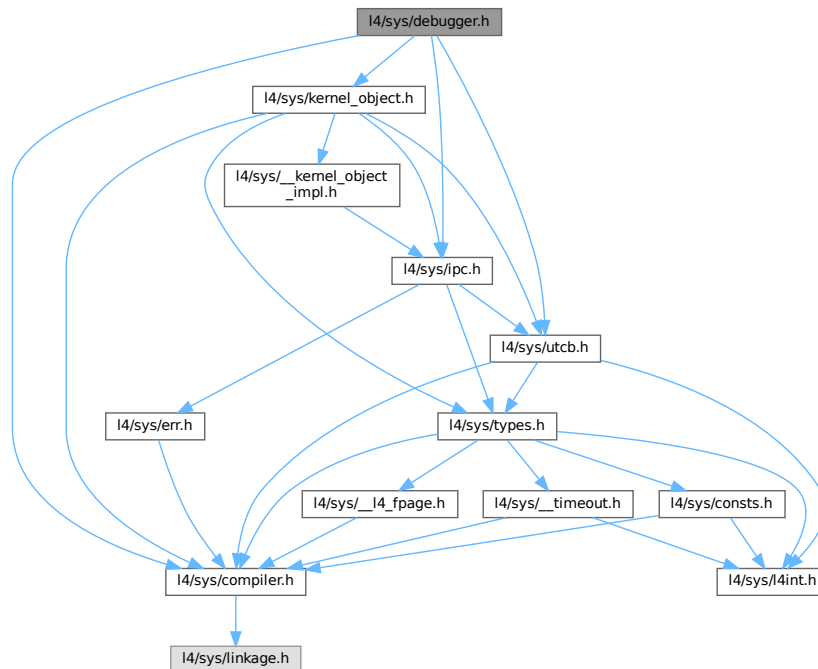 l4/sys/debugger.h
l4/sys/kernel_object.h
l4/sys/__kernel_object
_impl.h
l4/sys/ipc.h
l4/sys/utcb.h
l4/sys/err.h
l4/sys/types.h
l4/sys/__l4_fpage.h
l4/sys/__timeout.h
l4/sys/consts.h
l4/sys/compiler.h
l4/sys/l4int.h
l4/sys/linkage.h